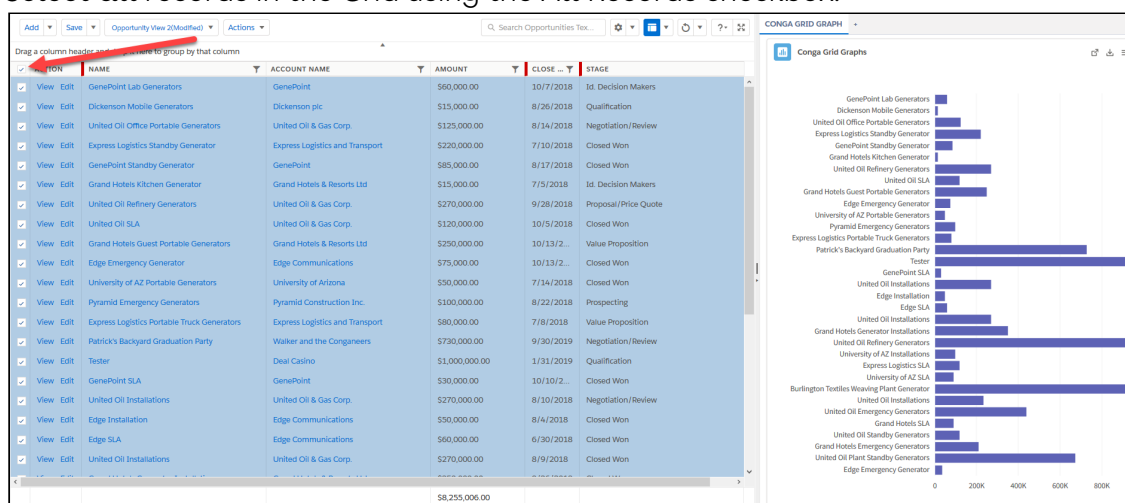 Add Save Opportunity View 2(Modified) Actions Search Opportunities Tex... ?
CONGA GRID GRAPH +
Drag a column header and drop it here to group by that column
Conga Grid Graphs
ACTION NAME ACCOUNT NAME AMOUNT CLOSE ... STAGE
View Edit GenePoint Lab Generators GenePoint $60,000.00 10/7/2018 Id. Decision Makers
View Edit Dickenson Mobile Generators Dickenson plc $15,000.00 8/26/2018 Qualification
View Edit United Oil Office Portable Generators United Oil & Gas Corp. $125,000.00 8/14/2018 Negotiation/Review
View Edit Express Logistics Standby Generator Express Logistics and Transport $220,000.00 7/10/2018 Closed Won
View Edit GenePoint Standby Generator GenePoint $85,000.00 8/17/2018 Closed Won
View Edit Grand Hotels Kitchen Generator Grand Hotels & Resorts Ltd $15,000.00 7/5/2018 Id. Decision Makers
View Edit United Oil Refinery Generators United Oil & Gas Corp. $270,000.00 9/28/2018 Proposal/Price Quote
View Edit United Oil SLA United Oil & Gas Corp. $120,000.00 10/5/2018 Closed Won
View Edit Grand Hotels Guest Portable Generators Grand Hotels & Resorts Ltd $250,000.00 10/13/2... Value Proposition
View Edit Edge Emergency Generator Edge Communications $75,000.00 10/13/2... Closed Won
View Edit University of AZ Portable Generators University of Arizona $50,000.00 7/14/2018 Closed Won
View Edit Pyramid Emergency Generators Pyramid Construction Inc. $100,000.00 8/22/2018 Prospecting
View Edit Express Logistics Portable Truck Generators Express Logistics and Transport $80,000.00 7/8/2018 Value Proposition
View Edit Patrick's Backyard Graduation Party Walker and the Conganeers $730,000.00 9/30/2019 Negotiation/Review
View Edit Tester Deal Casino $1,000,000.00 1/31/2019 Qualification
View Edit GenePoint SLA GenePoint $30,000.00 10/10/2... Closed Won
View Edit United Oil Installations United Oil & Gas Corp. $270,000.00 8/10/2018 Negotiation/Review
View Edit Edge Installation Edge Communications $50,000.00 8/4/2018 Closed Won
View Edit Edge SLA Edge Communications $60,000.00 6/30/2018 Closed Won
View Edit United Oil Installations United Oil & Gas Corp. $270,000.00 8/9/2018 Closed Won
$8,255,006.00
GenePoint Lab Generators
Dickenson Mobile Generators
United Oil Office Portable Generators
Express Logistics Standby Generator
GenePoint Standby Generator
Grand Hotels Kitchen Generator
United Oil Refinery Generators
United Oil SLA
Grand Hotels Guest Portable Generators
Edge Emergency Generator
University of AZ Portable Generators
Pyramid Emergency Generators
Express Logistics Portable Truck Generators
Patrick's Backyard Graduation Party
Tester
GenePoint SLA
United Oil Installations
Edge Installation
Edge SLA
United Oil Installations
Grand Hotels Generator Installations
United Oil Refinery Generators
University of AZ Installations
Express Logistics SLA
University of AZ SLA
Burlington Textiles Weaving Plant Generator
United Oil Installations
United Oil Emergency Generators
Grand Hotels SLA
United Oil Standby Generators
Grand Hotels Emergency Generators
United Oil Plant Standby Generators
Edge Emergency Generator
0 200K 400K 600K 800K